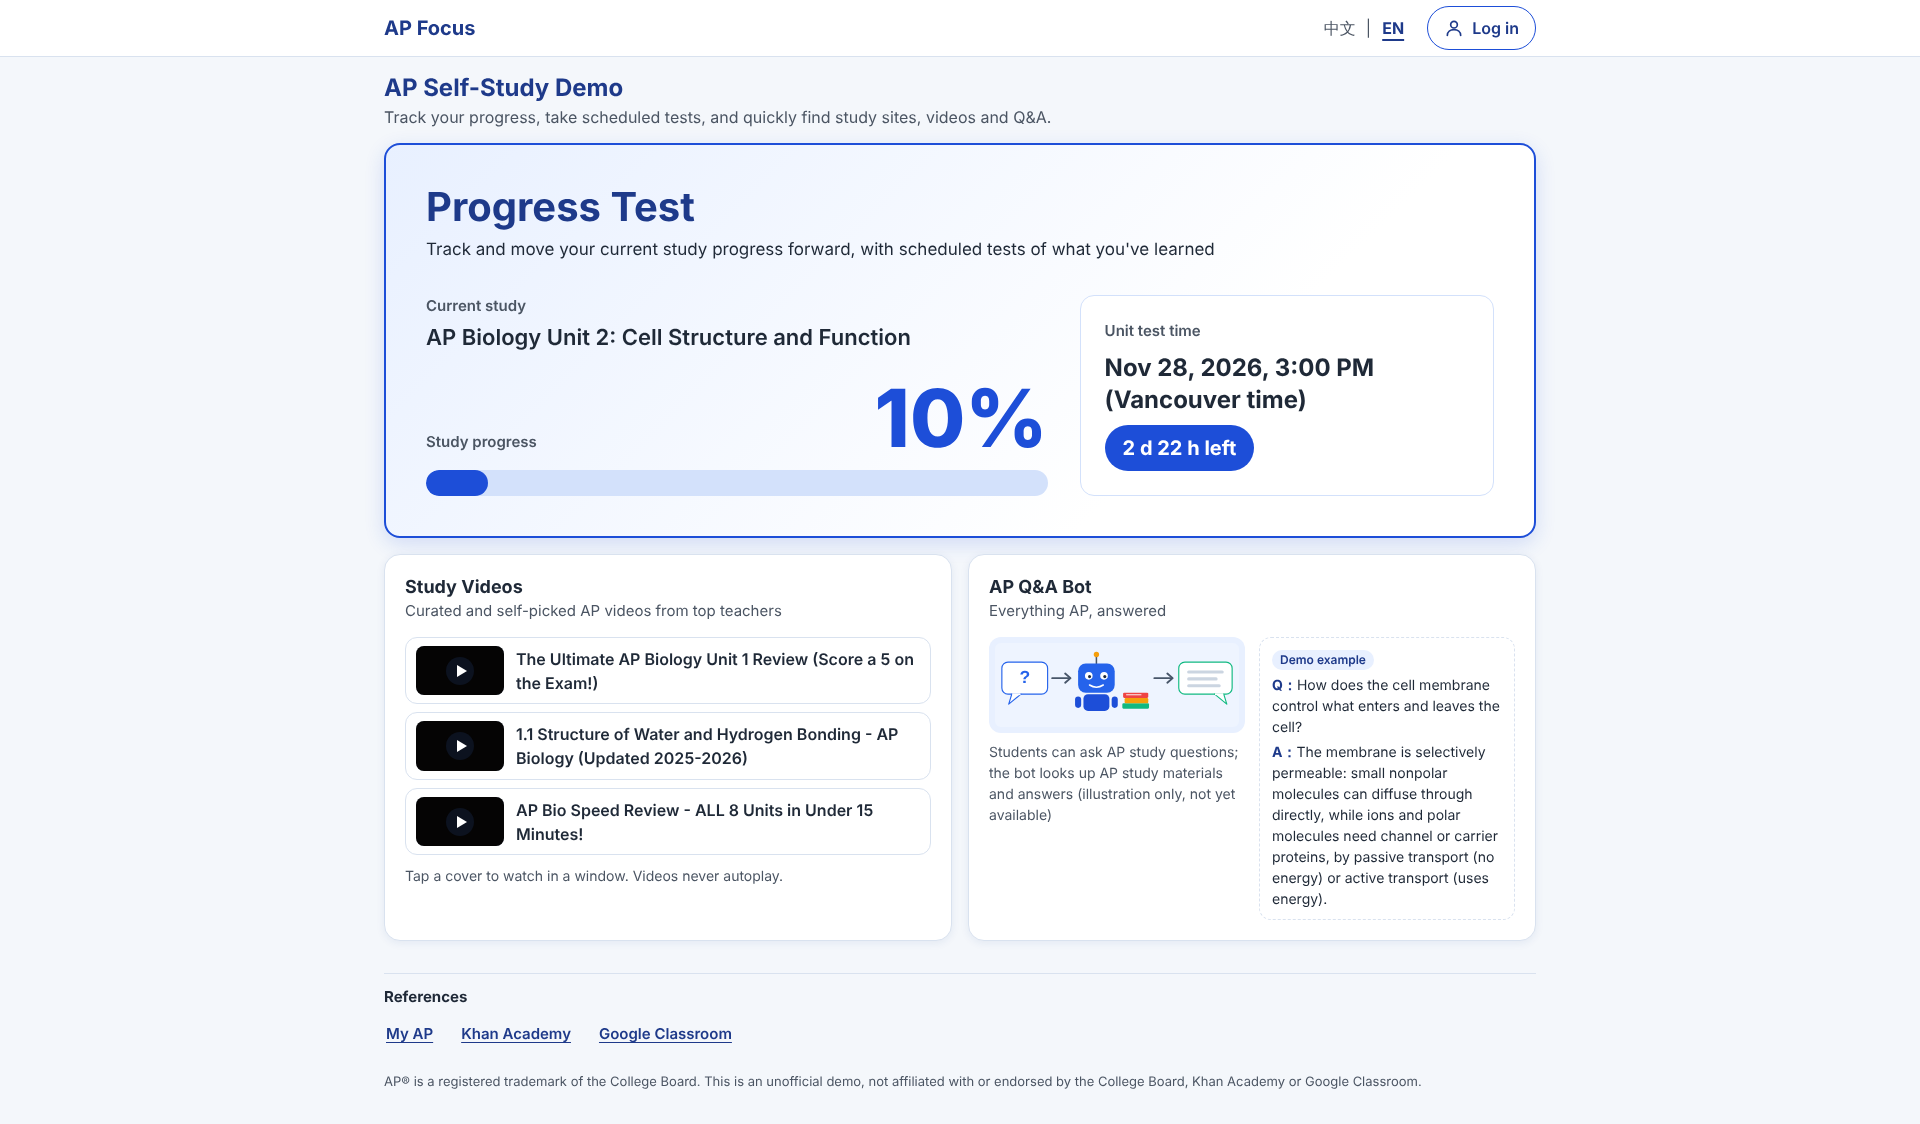 AP Focus
中文 | EN
Log in
AP Self-Study Demo
Track your progress, take scheduled tests, and quickly find study sites, videos and Q&A.
Progress Test
Track and move your current study progress forward, with scheduled tests of what you've learned
Current study
AP Biology Unit 2: Cell Structure and Function
Study progress
10%
Unit test time
Nov 28, 2026, 3:00 PM
(Vancouver time)
2 d 22 h left
Study Videos
Curated and self-picked AP videos from top teachers
The Ultimate AP Biology Unit 1 Review (Score a 5 on
the Exam!)
1.1 Structure of Water and Hydrogen Bonding - AP
Biology (Updated 2025-2026)
AP Bio Speed Review - ALL 8 Units in Under 15
Minutes!
Tap a cover to watch in a window. Videos never autoplay.
AP Q&A Bot
Everything AP, answered
?
Students can ask AP study questions;
the bot looks up AP study materials
and answers (illustration only, not yet
available)
Demo example
Q：How does the cell membrane
control what enters and leaves the
cell?
A：The membrane is selectively
permeable: small nonpolar
molecules can diffuse through
directly, while ions and polar
molecules need channel or carrier
proteins, by passive transport (no
energy) or active transport (uses
energy).
References
My AP
Khan Academy
Google Classroom
AP® is a registered trademark of the College Board. This is an unofficial demo, not affiliated with or endorsed by the College Board, Khan Academy or Google Classroom.